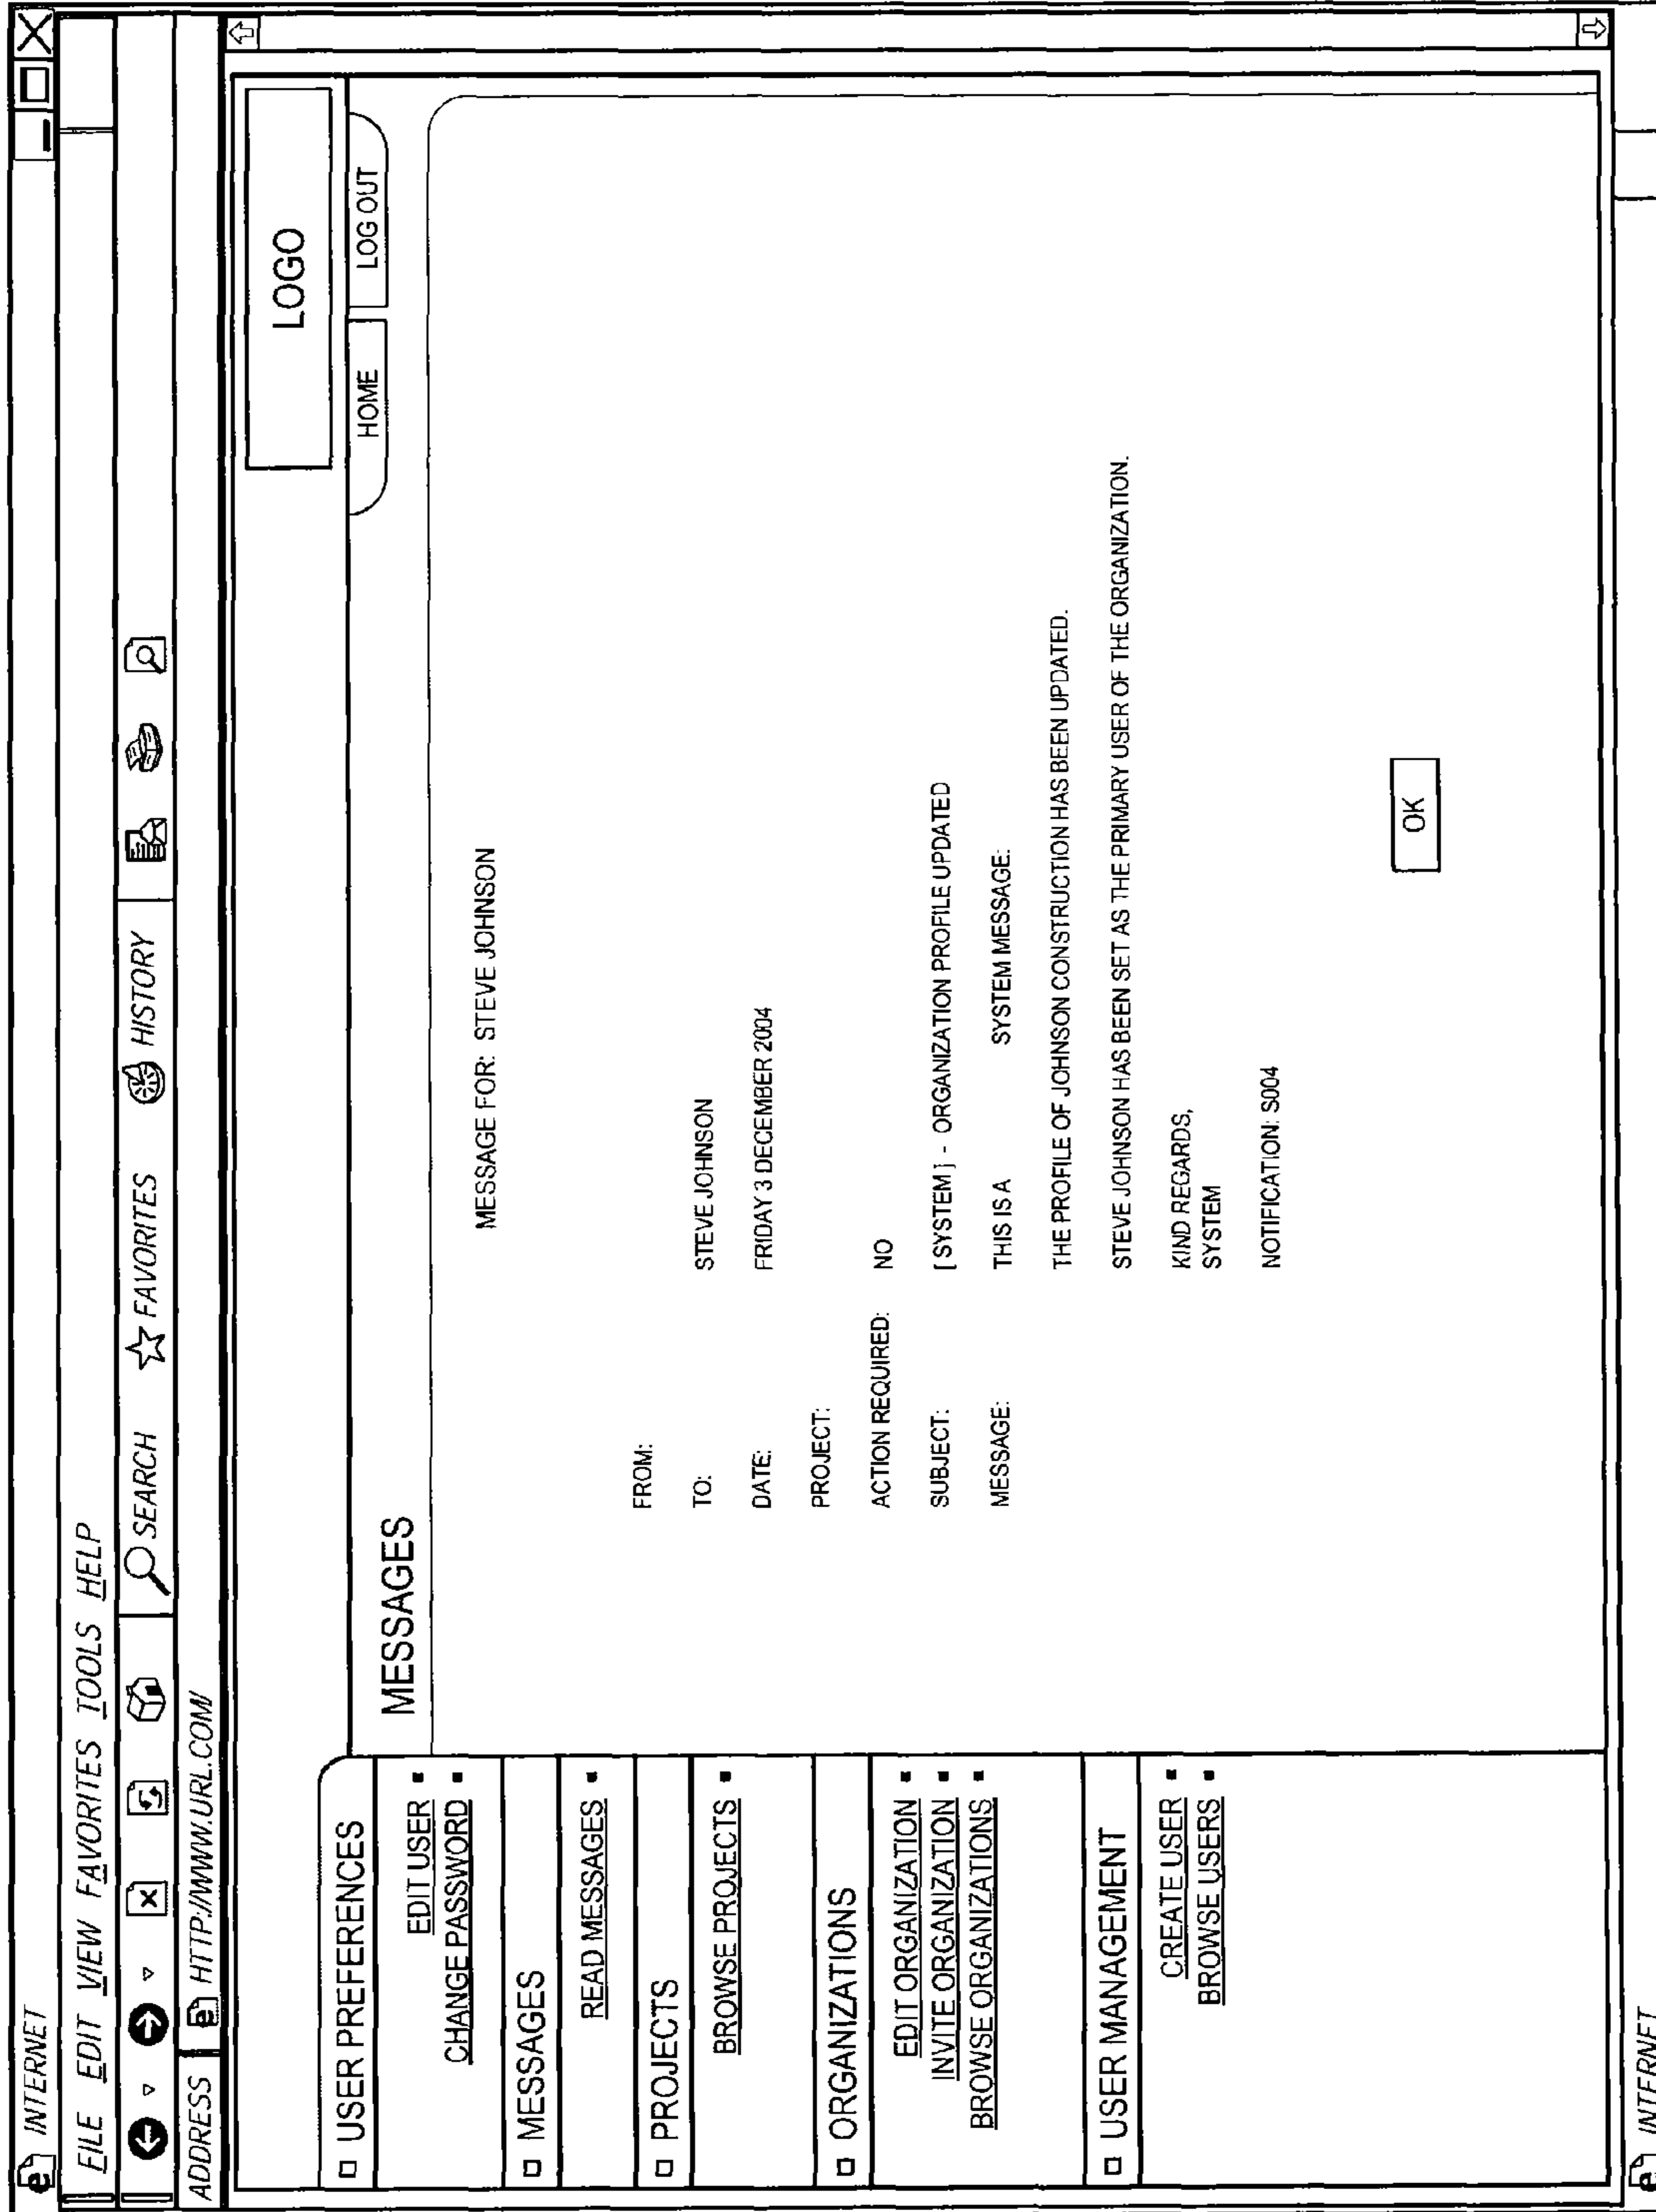 INTERNET
FILE EDIT VIEW FAVORITES TOOLS HELP
SEARCH FAVORITES HISTORY
ADDRESS HTTP://WWW.URL.COM/
LOGO
HOME LOG OUT
USER PREFERENCES
EDIT USER
CHANGE PASSWORD
MESSAGES
READ MESSAGES
PROJECTS
BROWSE PROJECTS
ORGANIZATIONS
EDIT ORGANIZATION
INVITE ORGANIZATION
BROWSE ORGANIZATIONS
USER MANAGEMENT
CREATE USER
BROWSE USERS
MESSAGES
MESSAGE FOR: STEVE JOHNSON
FROM:
TO: STEVE JOHNSON
DATE: FRIDAY 3 DECEMBER 2004
PROJECT:
ACTION REQUIRED: NO
SUBJECT: [SYSTEM] - ORGANIZATION PROFILE UPDATED
MESSAGE: THIS IS A SYSTEM MESSAGE:
THE PROFILE OF JOHNSON CONSTRUCTION HAS BEEN UPDATED.
STEVE JOHNSON HAS BEEN SET AS THE PRIMARY USER OF THE ORGANIZATION.
KIND REGARDS,
SYSTEM
NOTIFICATION: S004
OK
INTERNET